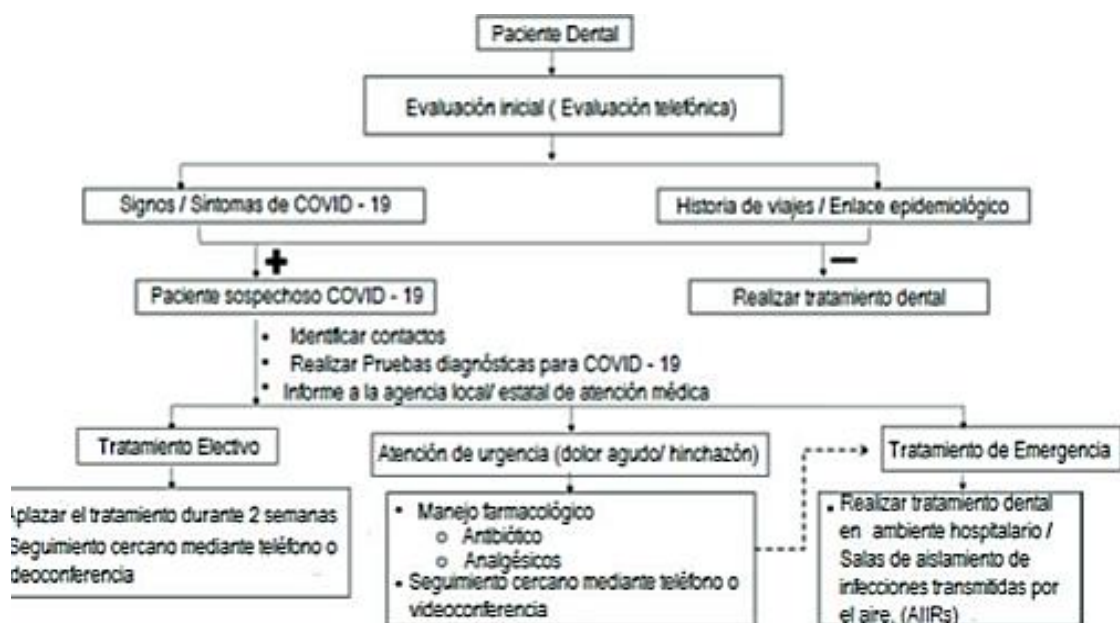 Paciente Dental
Evaluación inicial ( Evaluación telefónica)
Signos / Síntomas de COVID - 19
Historia de viajes / Enlace epidemiológico
+
−
Paciente sospechoso COVID - 19
Realizar tratamiento dental
• Identificar contactos
• Realizar Pruebas diagnósticas para COVID - 19
• Informe a la agencia local/ estatal de atención médica
Tratamiento Electivo
Atención de urgencia (dolor agudo/ hinchazón)
Tratamiento de Emergencia
Aplazar el tratamiento durante 2 semanas
Seguimiento cercano mediante teléfono o
ideoconferencia
• Manejo farmacológico
o Antibiótico
o Analgésicos
• Seguimiento cercano mediante teléfono o
videoconferencia
• Realizar tratamiento dental
en ambiente hospitalario /
Salas de aislamiento de
infecciones transmitidas por
el aire, (AIIRs)